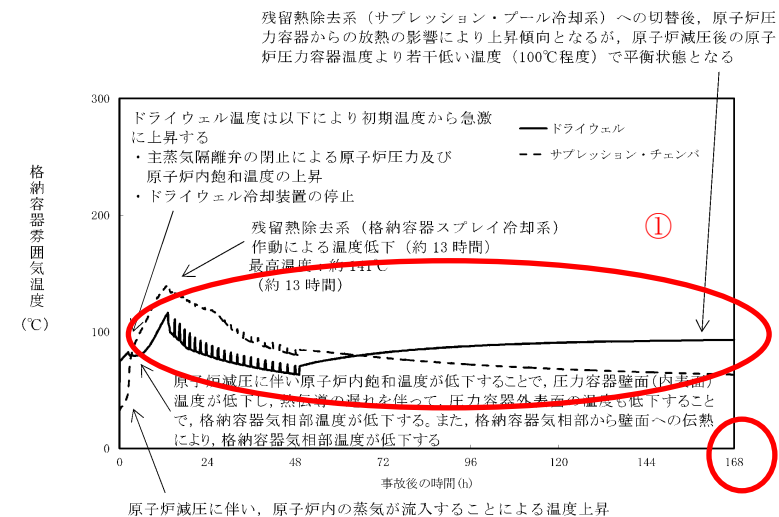 残留熱除去系（サプレッション・プール冷却系）への切替後，原子炉圧
力容器からの放熱の影響により上昇傾向となるが，原子炉減圧後の原子
炉圧力容器温度より若干低い温度（100℃程度）で平衡状態となる
300
200
100
0
格納容器雰囲気温度
（℃）
ドライウェル温度は以下により初期温度から急激
に上昇する
・主蒸気隔離弁の閉止による原子炉圧力及び
原子炉内飽和温度の上昇
・ドライウェル冷却装置の停止
ドライウェル
サプレッション・チェンバ
①
残留熱除去系（格納容器スプレイ冷却系）
作動による温度低下（約13時間）
最高温度：約141℃
（約13時間）
原子炉減圧に伴い原子炉内飽和温度が低下することで，圧力容器壁面（内表面）
温度が低下し，熱伝導の遅れを伴って，圧力容器外表面の温度も低下すること
で，格納容器気相部温度が低下する。また，格納容器気相部から壁面への伝熱
により，格納容器気相部温度が低下する
0 24 48 72 96 120 144 168
事故後の時間(h)
原子炉減圧に伴い，原子炉内の蒸気が流入することによる温度上昇